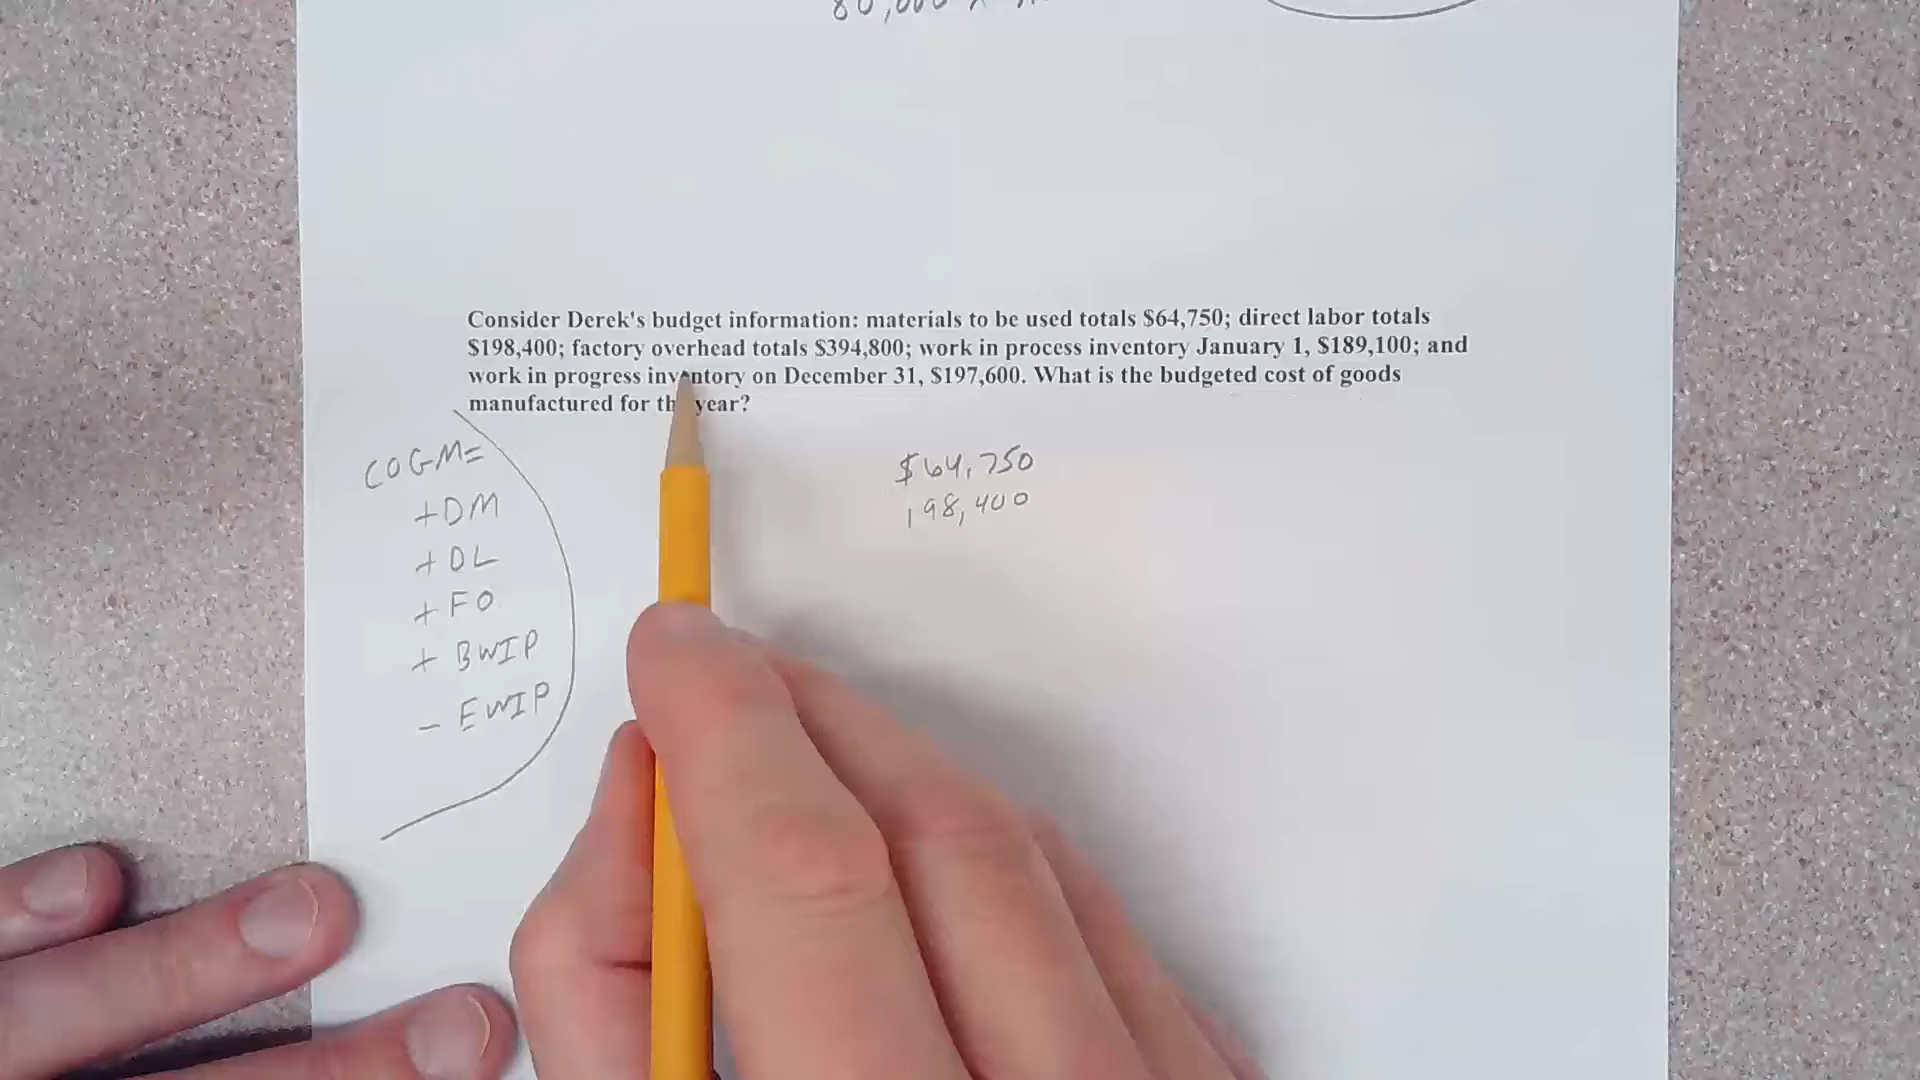 80,000 x
Consider Derek's budget information: materials to be used totals $64,750; direct labor totals
$198,400; factory overhead totals $394,800; work in process inventory January 1, $189,100; and
work in progress inventory on December 31, $197,600. What is the budgeted cost of goods
manufactured for the year?
COGM=
+DM
+DL
+FO
+ BWIP
- EWIP
$64,750
198,400